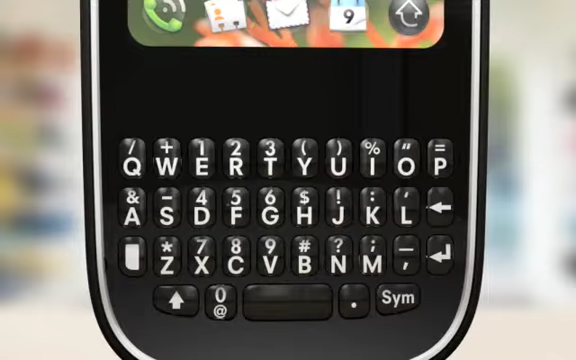 9
/ + 1 2 3 ( ) % “ =
Q W E R T Y U I O P
& - 4 5 6 $ ! : ’
A S D F G H J K L
* 7 8 9 # ? ;
Z X C V B N M ,
0 . Sym
@